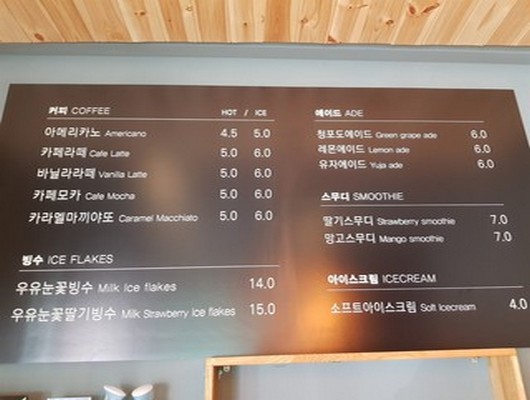 커피 COFFEE HOT / ICE
아메리카노 Americano 4.5 5.0
카페라떼 Cafe Latte 5.0 6.0
바닐라라떼 Vanilla Latte 5.0 6.0
카페모카 Cafe Mocha 5.0 6.0
카라멜마끼야또 Caramel Macchiato 5.0 6.0
빙수 ICE FLAKES
우유눈꽃빙수 Milk Ice flakes 14.0
우유눈꽃딸기빙수 Milk Strawberry Ice flakes 15.0
에이드 ADE
청포도에이드 Green grape ade 6.0
레몬에이드 Lemon ade 6.0
유자에이드 Yuja ade 6.0
스무디 SMOOTHIE
딸기스무디 Strawberry smoothie 7.0
망고스무디 Mango smoothie 7.0
아이스크림 ICECREAM
소프트아이스크림 Soft Icecream 4.0